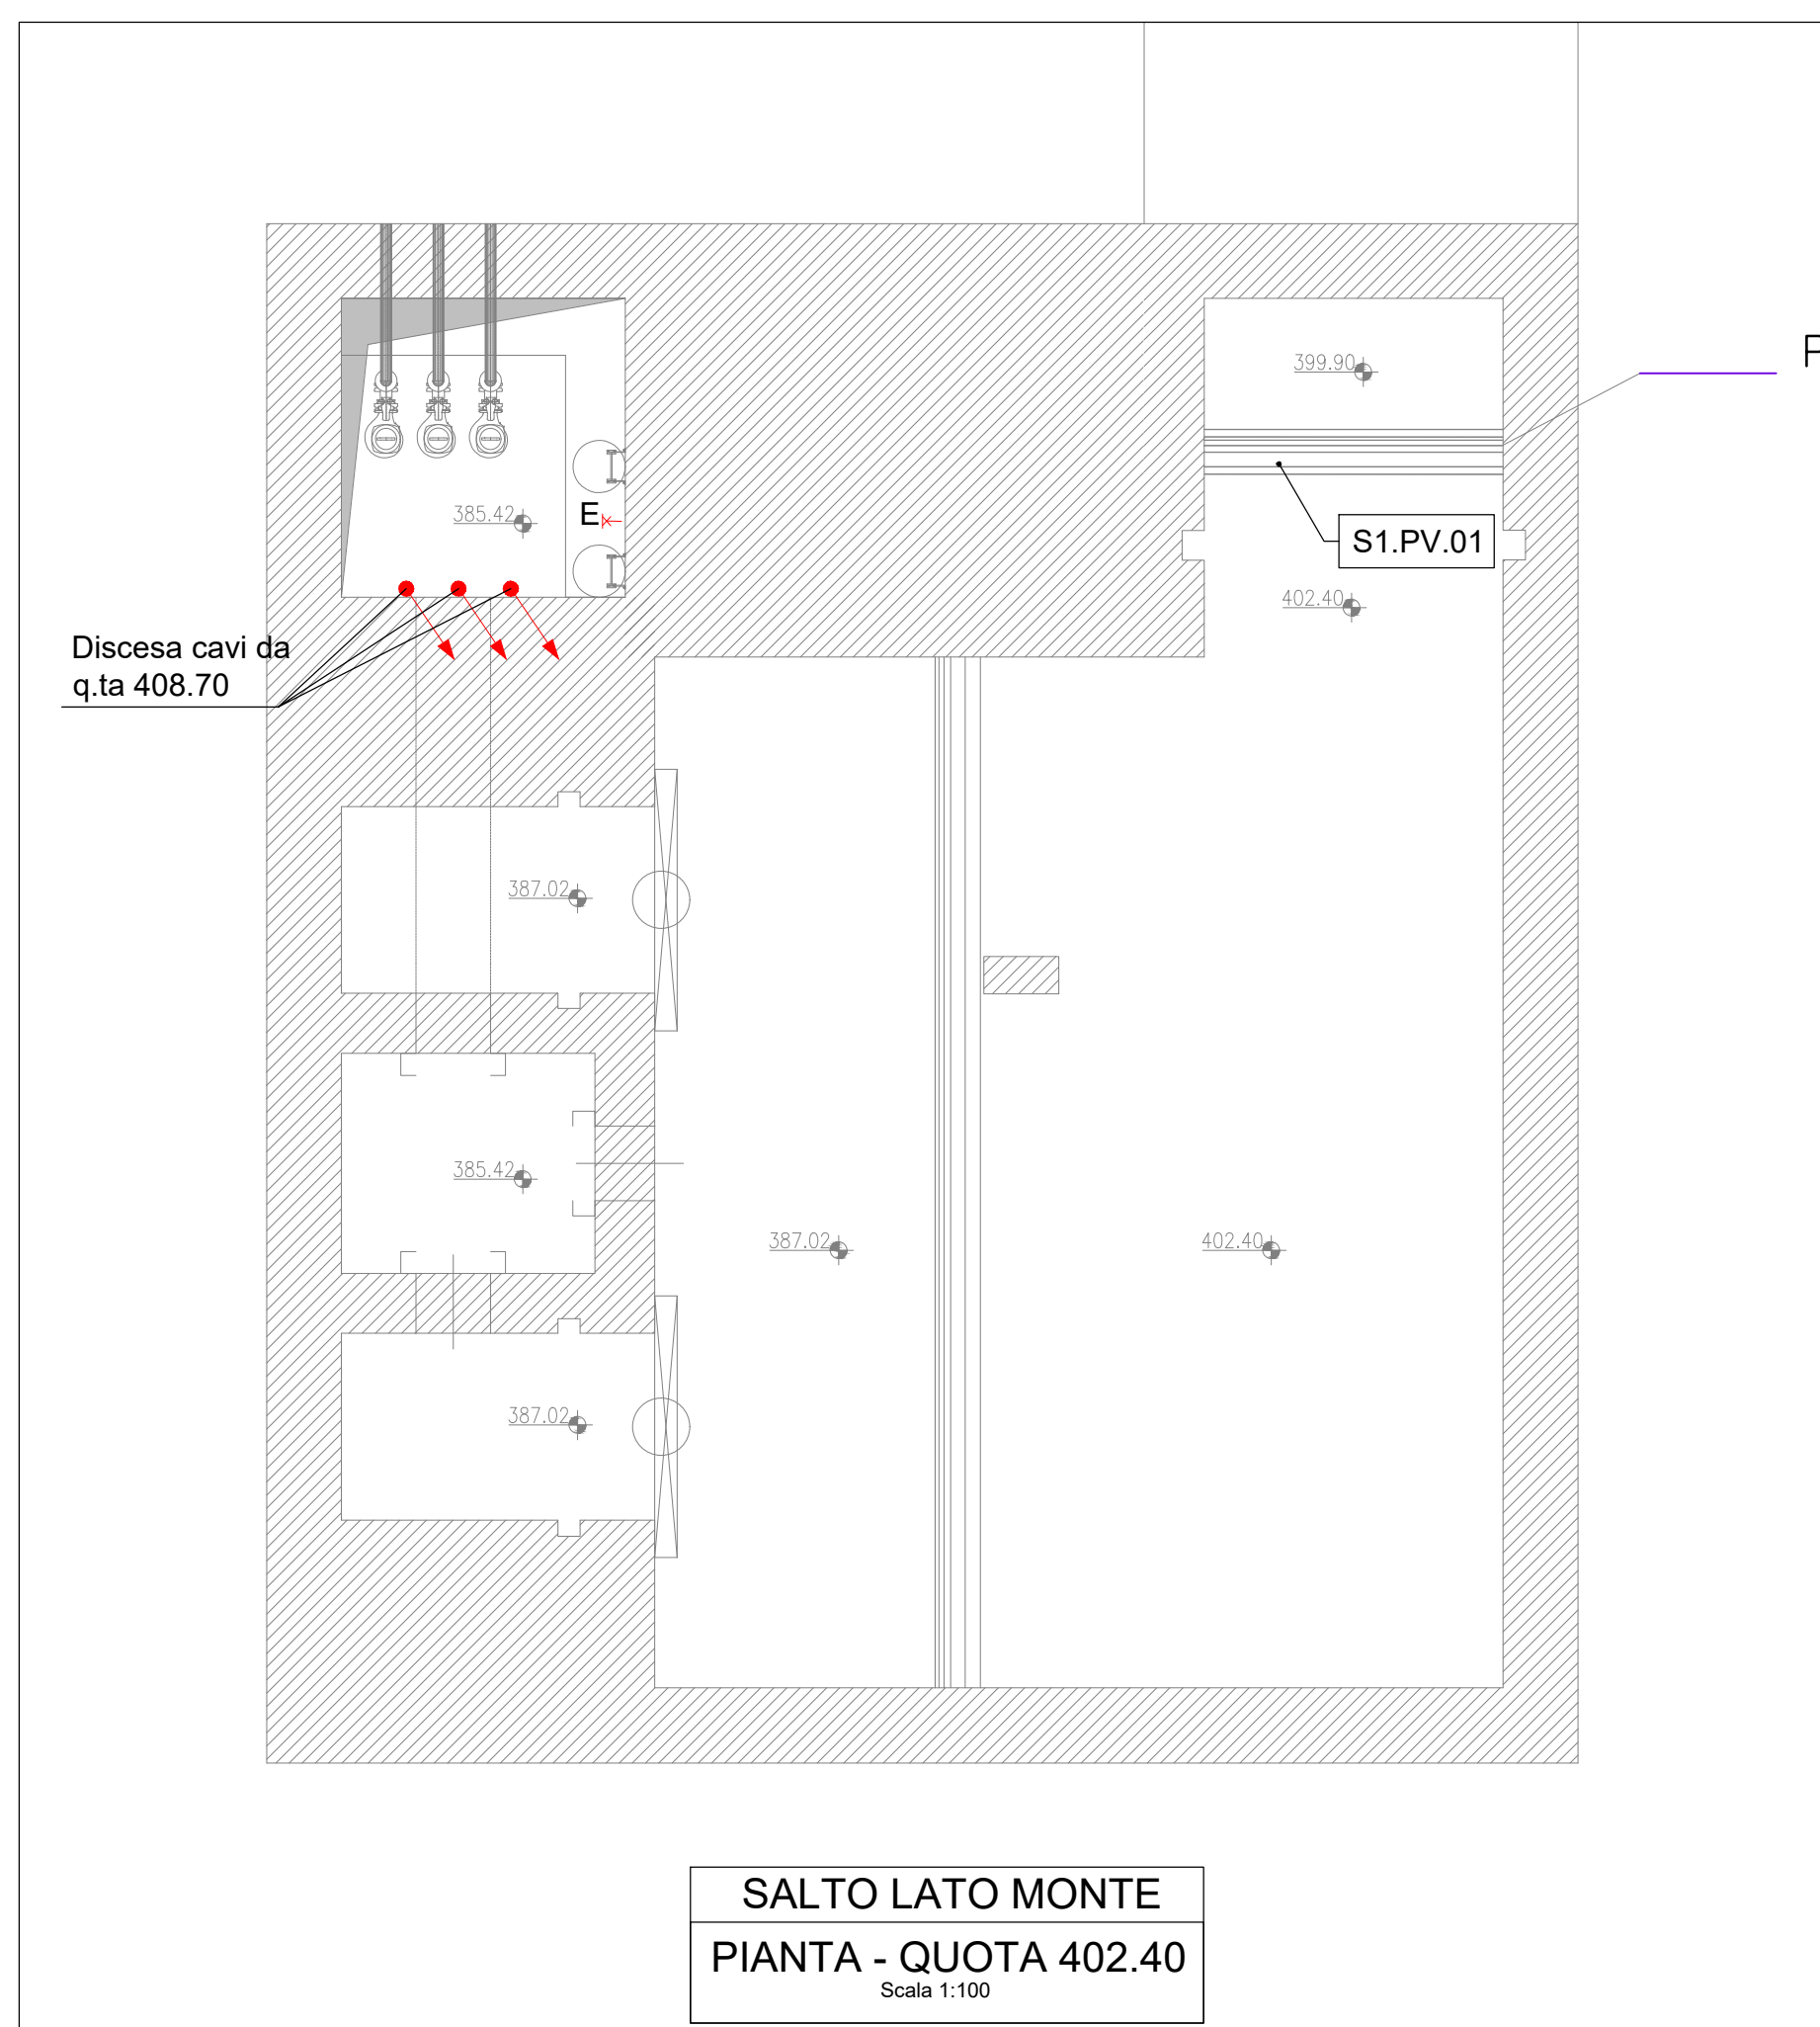 399.90
F
385.42
E
S1.PV.01
402.40
Discesa cavi da
q.ta 408.70
387.02
385.42
387.02
402.40
387.02
SALTO LATO MONTE
PIANTA - QUOTA 402.40
Scala 1:100